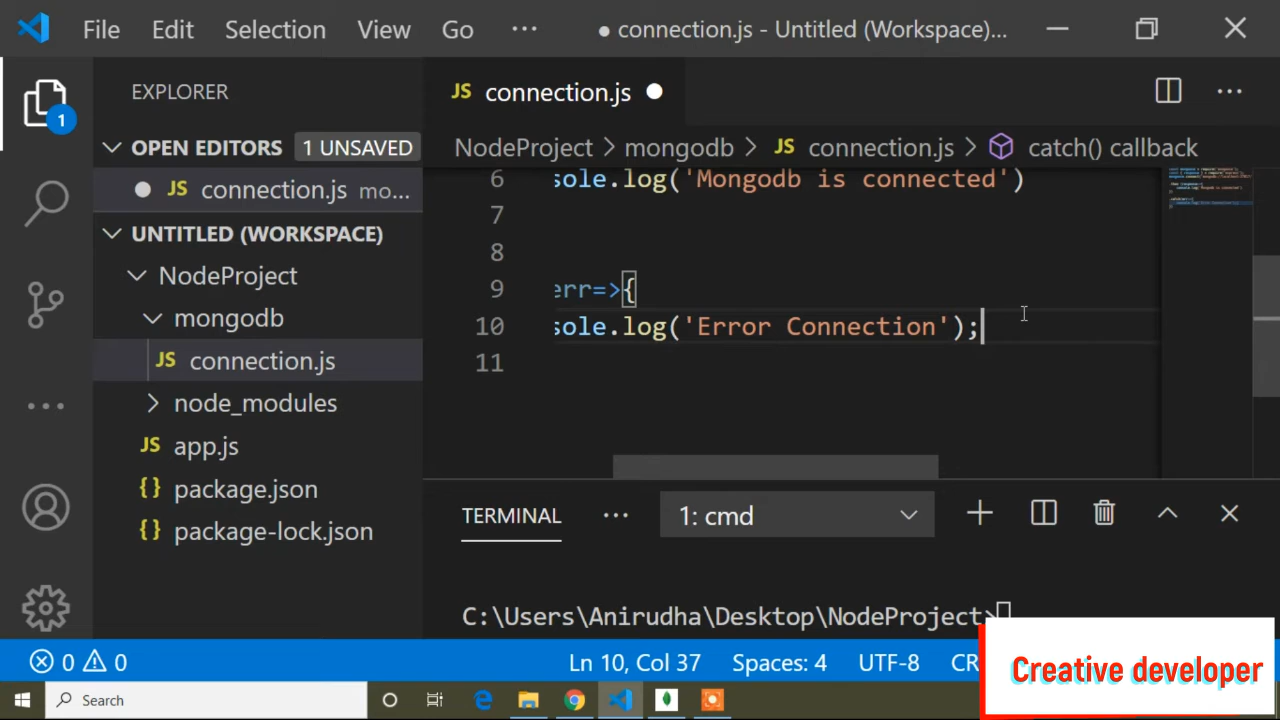 File Edit Selection View Go ··· ● connection.js - Untitled (Workspace)...
EXPLORER
JS connection.js
OPEN EDITORS 1 UNSAVED
NodeProject > mongodb > JS connection.js > catch() callback
JS connection.js mo...
6 sole.log('Mongodb is connected')
7
UNTITLED (WORKSPACE)
8
NodeProject
9 err=>{
mongodb
10 sole.log('Error Connection');
JS connection.js
11
node_modules
JS app.js
{} package.json
{} package-lock.json
TERMINAL ··· 1: cmd
C:\Users\Anirudha\Desktop\NodeProject>
0 0 Ln 10, Col 37 Spaces: 4 UTF-8 CR
Creative developer
Search
1